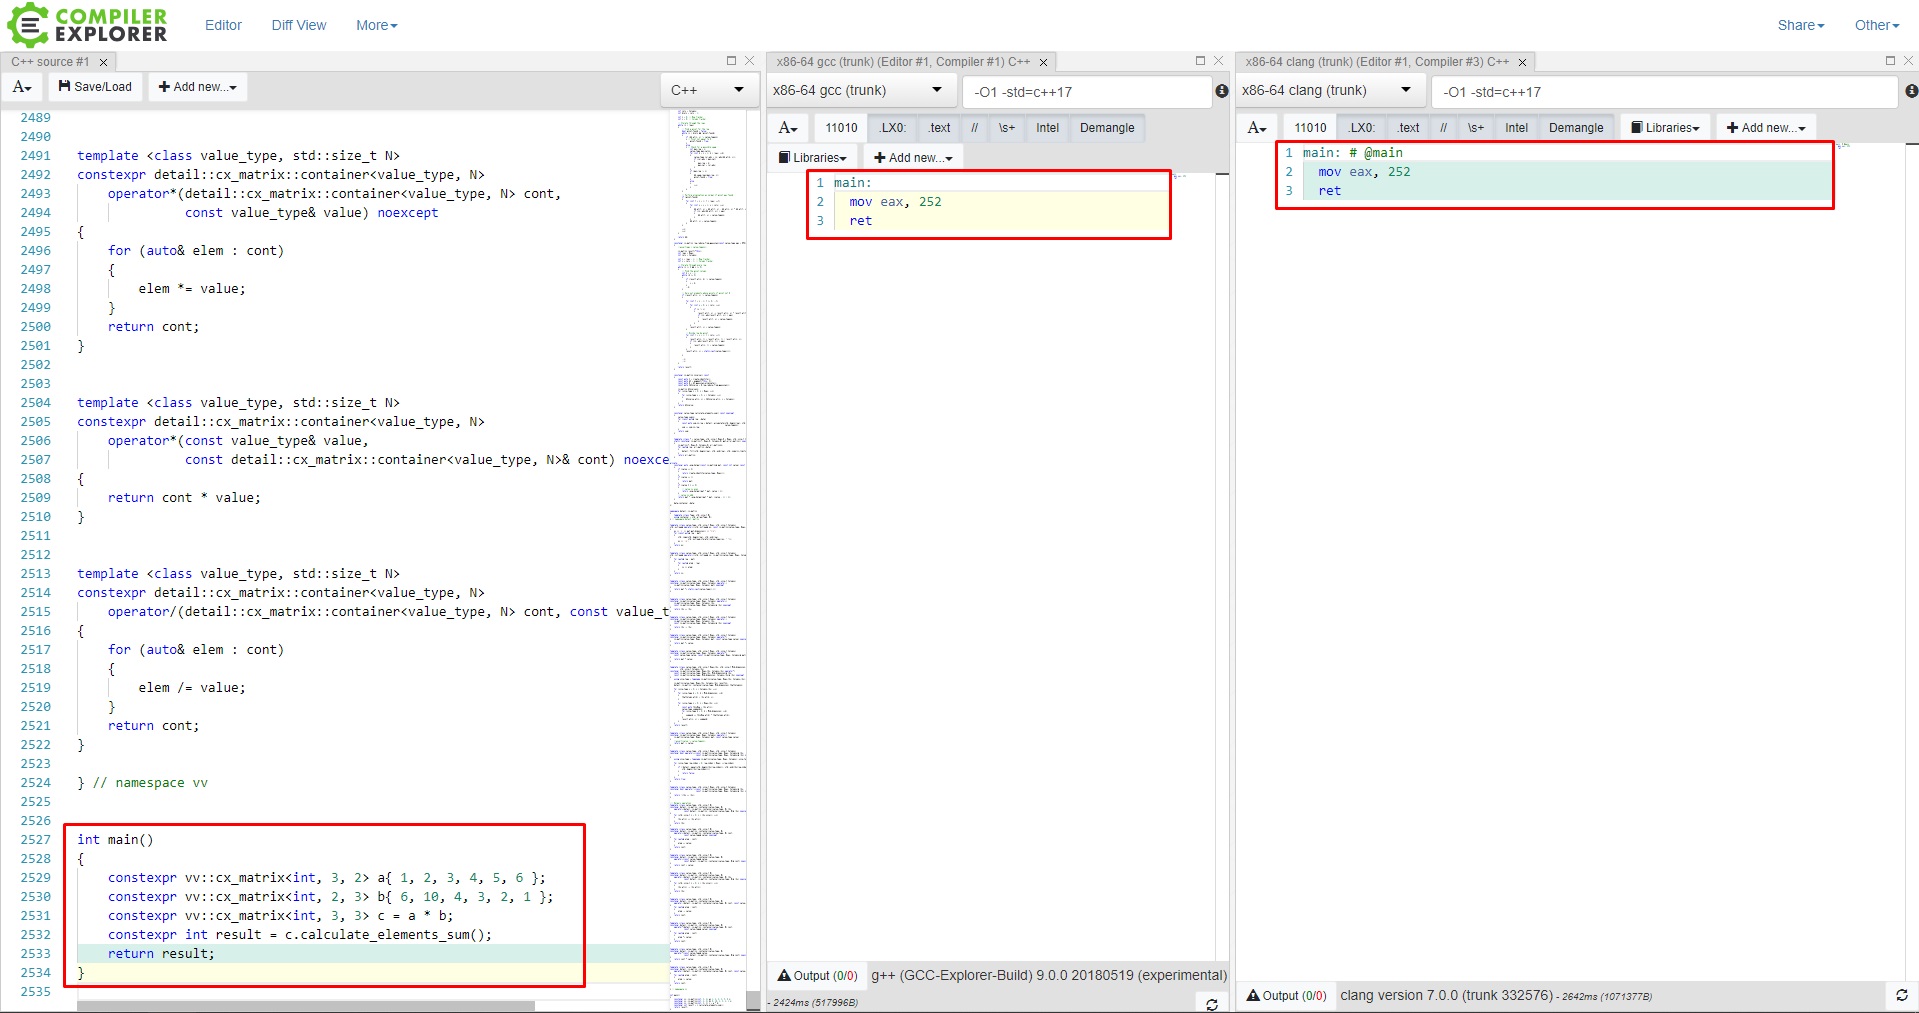 COMPILER
EXPLORER
Editor
Diff View
More
Share
Other
C++ source #1
A
Save/Load
Add new...
C++
2489
2490
2491 template <class value_type, std::size_t N>
2492 constexpr detail::cx_matrix::container<value_type, N>
2493 operator*(detail::cx_matrix::container<value_type, N> cont,
2494 const value_type& value) noexcept
2495 {
2496 for (auto& elem : cont)
2497 {
2498 elem *= value;
2499 }
2500 return cont;
2501 }
2502
2503
2504 template <class value_type, std::size_t N>
2505 constexpr detail::cx_matrix::container<value_type, N>
2506 operator*(const value_type& value,
2507 const detail::cx_matrix::container<value_type, N>& cont) noexce
2508 {
2509 return cont * value;
2510 }
2511
2512
2513 template <class value_type, std::size_t N>
2514 constexpr detail::cx_matrix::container<value_type, N>
2515 operator/(detail::cx_matrix::container<value_type, N> cont, const value_t
2516 {
2517 for (auto& elem : cont)
2518 {
2519 elem /= value;
2520 }
2521 return cont;
2522 }
2523
2524 } // namespace vv
2525
2526
2527 int main()
2528 {
2529 constexpr vv::cx_matrix<int, 3, 2> a{ 1, 2, 3, 4, 5, 6 };
2530 constexpr vv::cx_matrix<int, 2, 3> b{ 6, 10, 4, 3, 2, 1 };
2531 constexpr vv::cx_matrix<int, 3, 3> c = a * b;
2532 constexpr int result = c.calculate_elements_sum();
2533 return result;
2534 }
2535
x86-64 gcc (trunk) (Editor #1, Compiler #1) C++
x86-64 gcc (trunk)
-O1 -std=c++17
A 11010 .LX0: .text // \s+ Intel Demangle
Libraries Add new...
1 main:
2 mov eax, 252
3 ret
Output (0/0) g++ (GCC-Explorer-Build) 9.0.0 20180519 (experimental)
- 2424ms (517996B)
x86-64 clang (trunk) (Editor #1, Compiler #3) C++
x86-64 clang (trunk)
-O1 -std=c++17
A 11010 .LX0: .text // \s+ Intel Demangle Libraries Add new...
1 main: # @main
2 mov eax, 252
3 ret
Output (0/0) clang version 7.0.0 (trunk 332576) - 2642ms (1071377B)